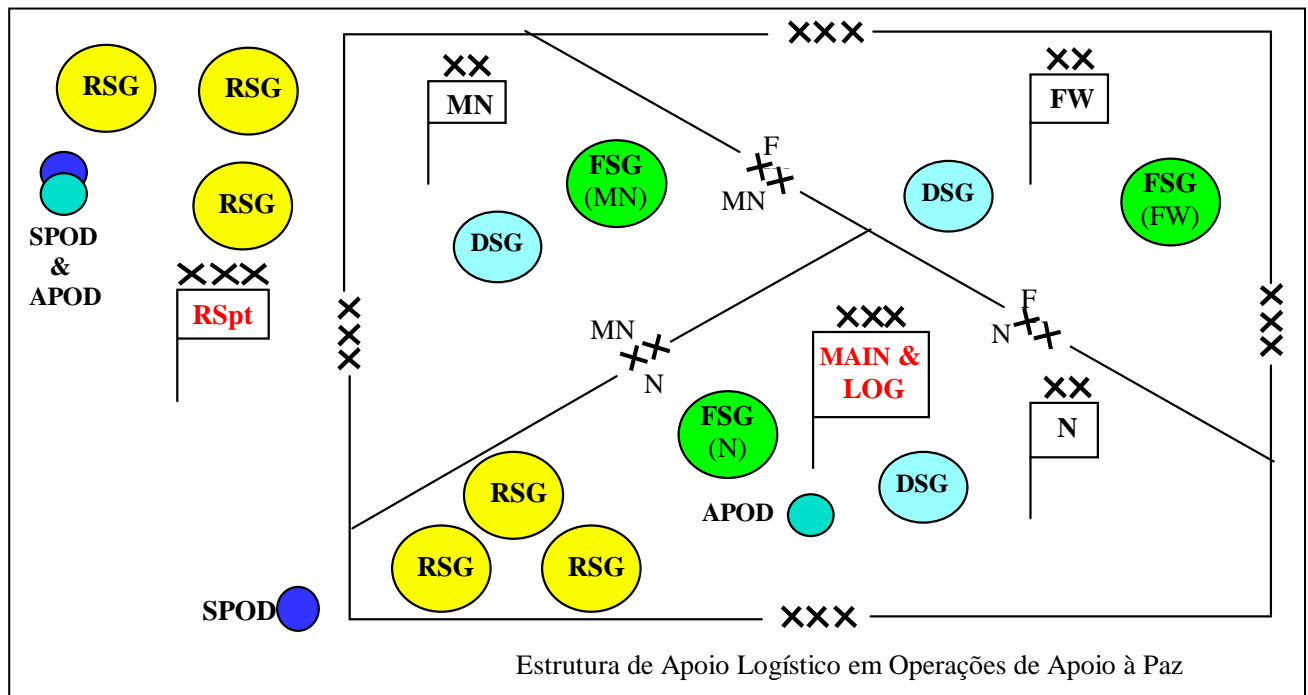 RSG
RSG
RSG
SPOD
&
APOD
RSpt
MN
FSG
(MN)
DSG
F
MN
FW
DSG
FSG
(FW)
MN
N
F
N
MAIN &
LOG
N
FSG
(N)
DSG
APOD
RSG
RSG
RSG
SPOD
Estrutura de Apoio Logístico em Operações de Apoio à Paz